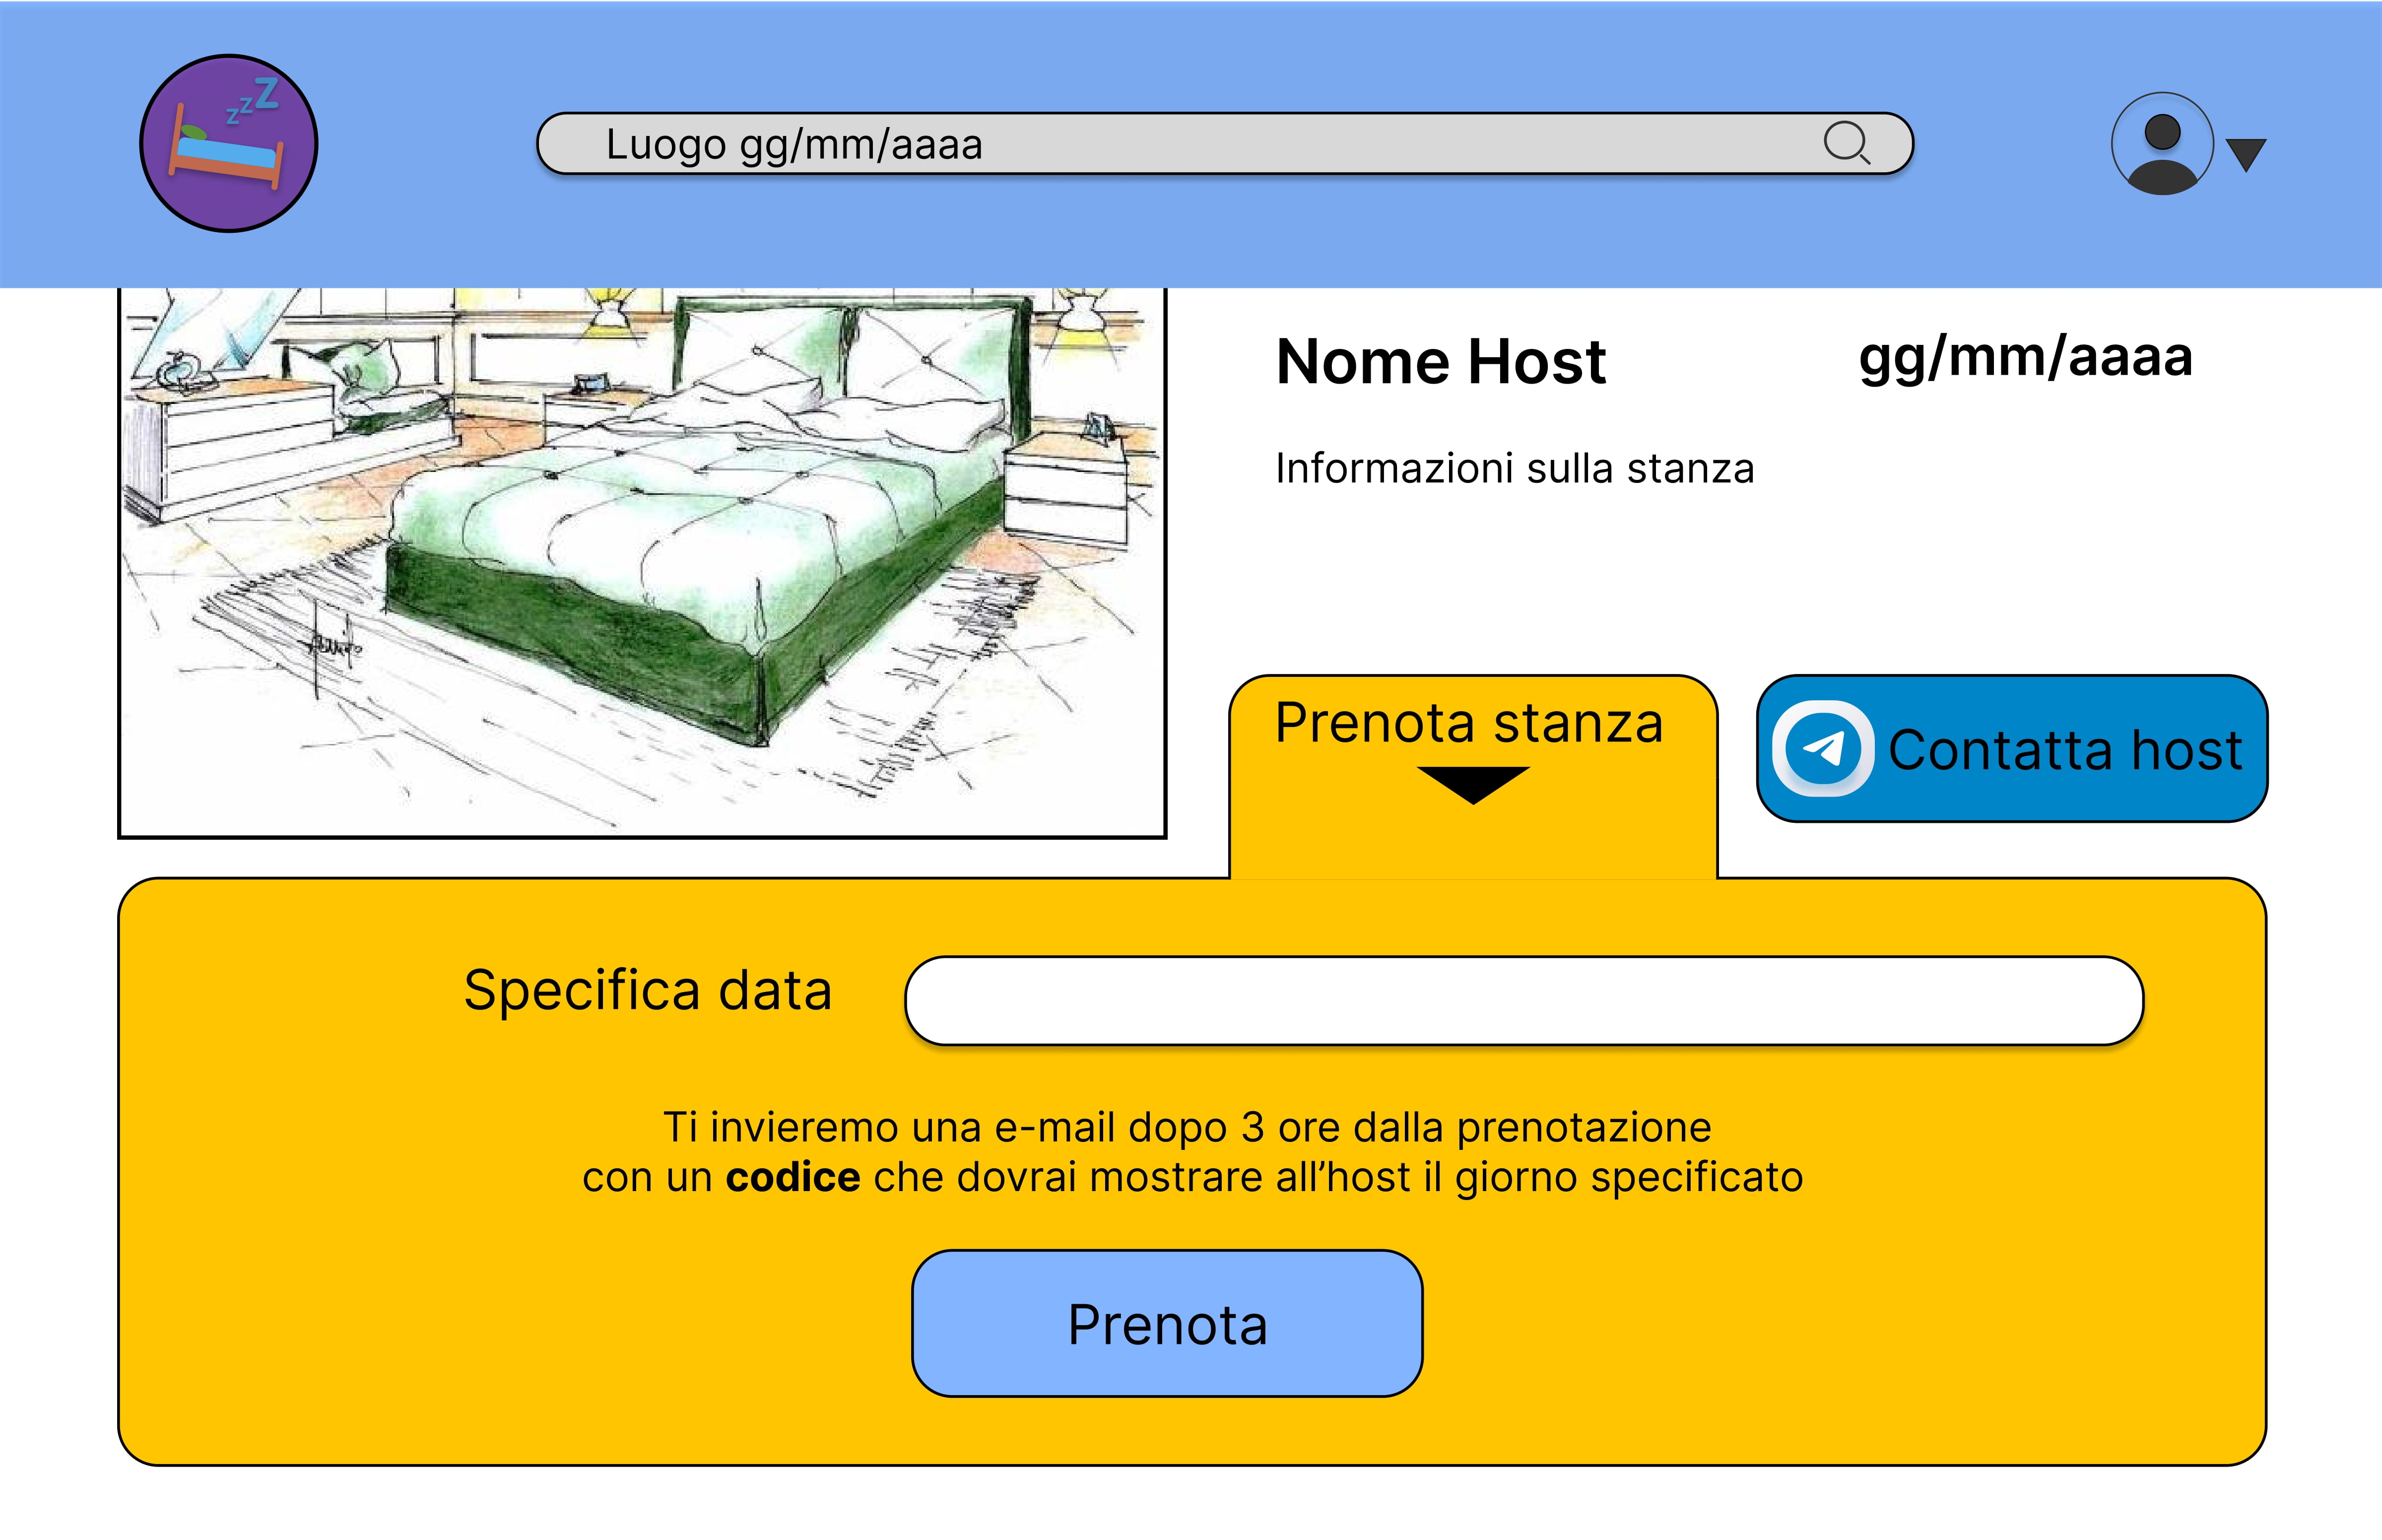 z z Z
Luogo gg/mm/aaaa
Nome Host
gg/mm/aaaa
Informazioni sulla stanza
Prenota stanza
Contatta host
Specifica data
Ti invieremo una e-mail dopo 3 ore dalla prenotazione
con un codice che dovrai mostrare all’host il giorno specificato
Prenota